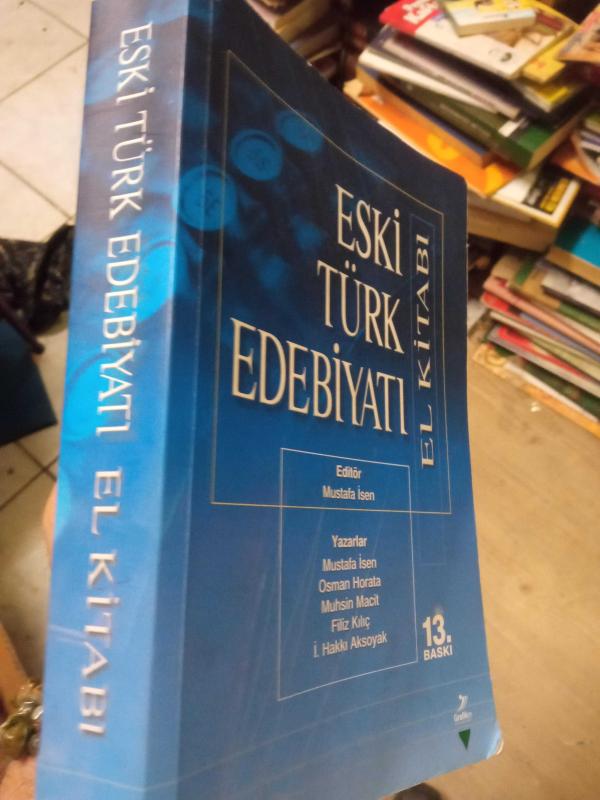 ESKİ TÜRK EDEBİYATI EL KİTABI
ESKİ
TÜRK
EDEBİYATI
EL KİTABI
Editör
Mustafa İsen
Yazarlar
Mustafa İsen
Osman Horata
Muhsin Macit
Filiz Kılıç
İ. Hakkı Aksoyak
13.
BASKI